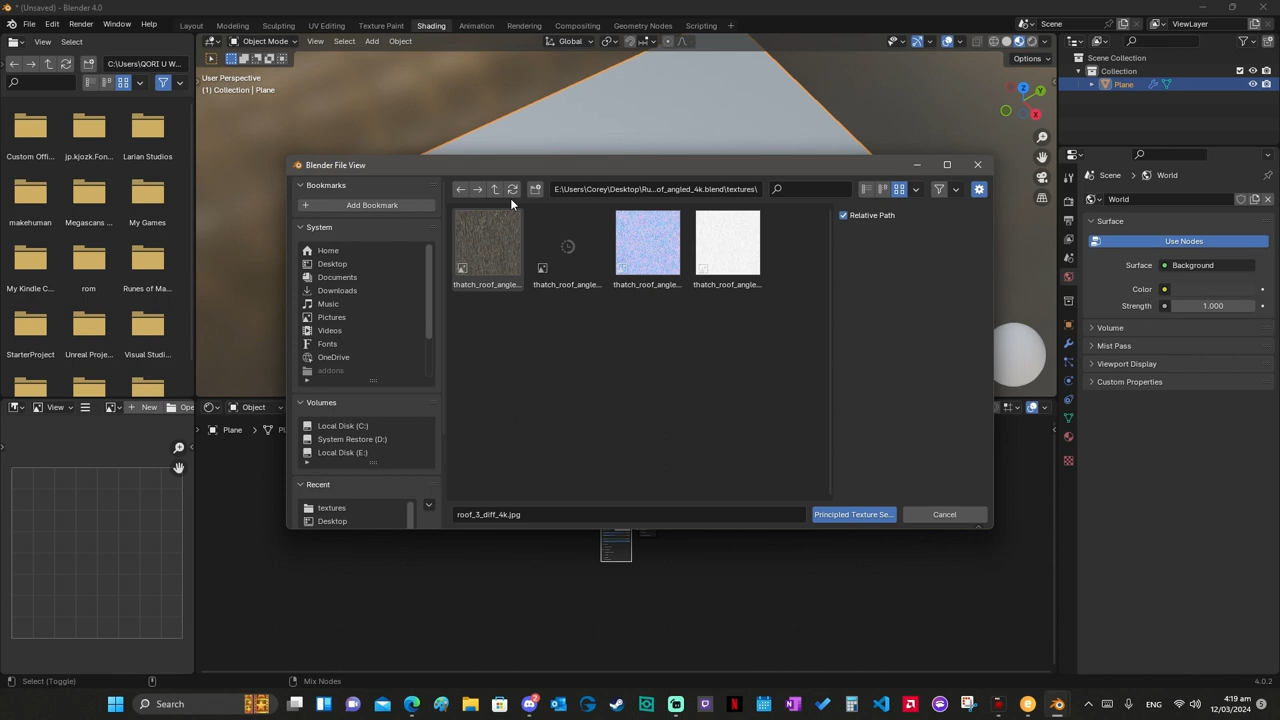 * (Unsaved) - Blender 4.0
File Edit Render Window Help
Layout Modeling Sculpting UV Editing Texture Paint Shading Animation Rendering Compositing Geometry Nodes Scripting +
Scene
ViewLayer
View Select
Object Mode View Select Add Object
Global
Options
C:\Users\QORI U W...
User Perspective
(1) Collection | Plane
Z
Y
X
Scene Collection
Collection
Plane
Custom Offi...
jp.kjozk.Fon...
Larian Studios
makehuman
Megascans ...
My Games
My Kindle C...
rom
Runes of Ma...
StarterProject
Unreal Proje...
Visual Studi...
Blender File View
Bookmarks
+ Add Bookmark
System
Home
Desktop
Documents
Downloads
Music
Pictures
Videos
Fonts
OneDrive
addons
Volumes
Local Disk (C:)
System Restore (D:)
Local Disk (E:)
Recent
textures
Desktop
E:\Users\Corey\Desktop\Ru...of_angled_4k.blend\textures\
thatch_roof_angle...
thatch_roof_angle...
thatch_roof_angle...
thatch_roof_angle...
Relative Path
roof_3_diff_4k.jpg
Principled Texture Se...
Cancel
Scene > World
World
Surface
Use Nodes
Surface Background
Color
Strength 1.000
Volume
Mist Pass
Viewport Display
Custom Properties
View
+ New
Ope
Object
Plane
Select (Toggle)
Mix Nodes
4.0.2
Search
2
ENG
4:19 am
12/03/2024